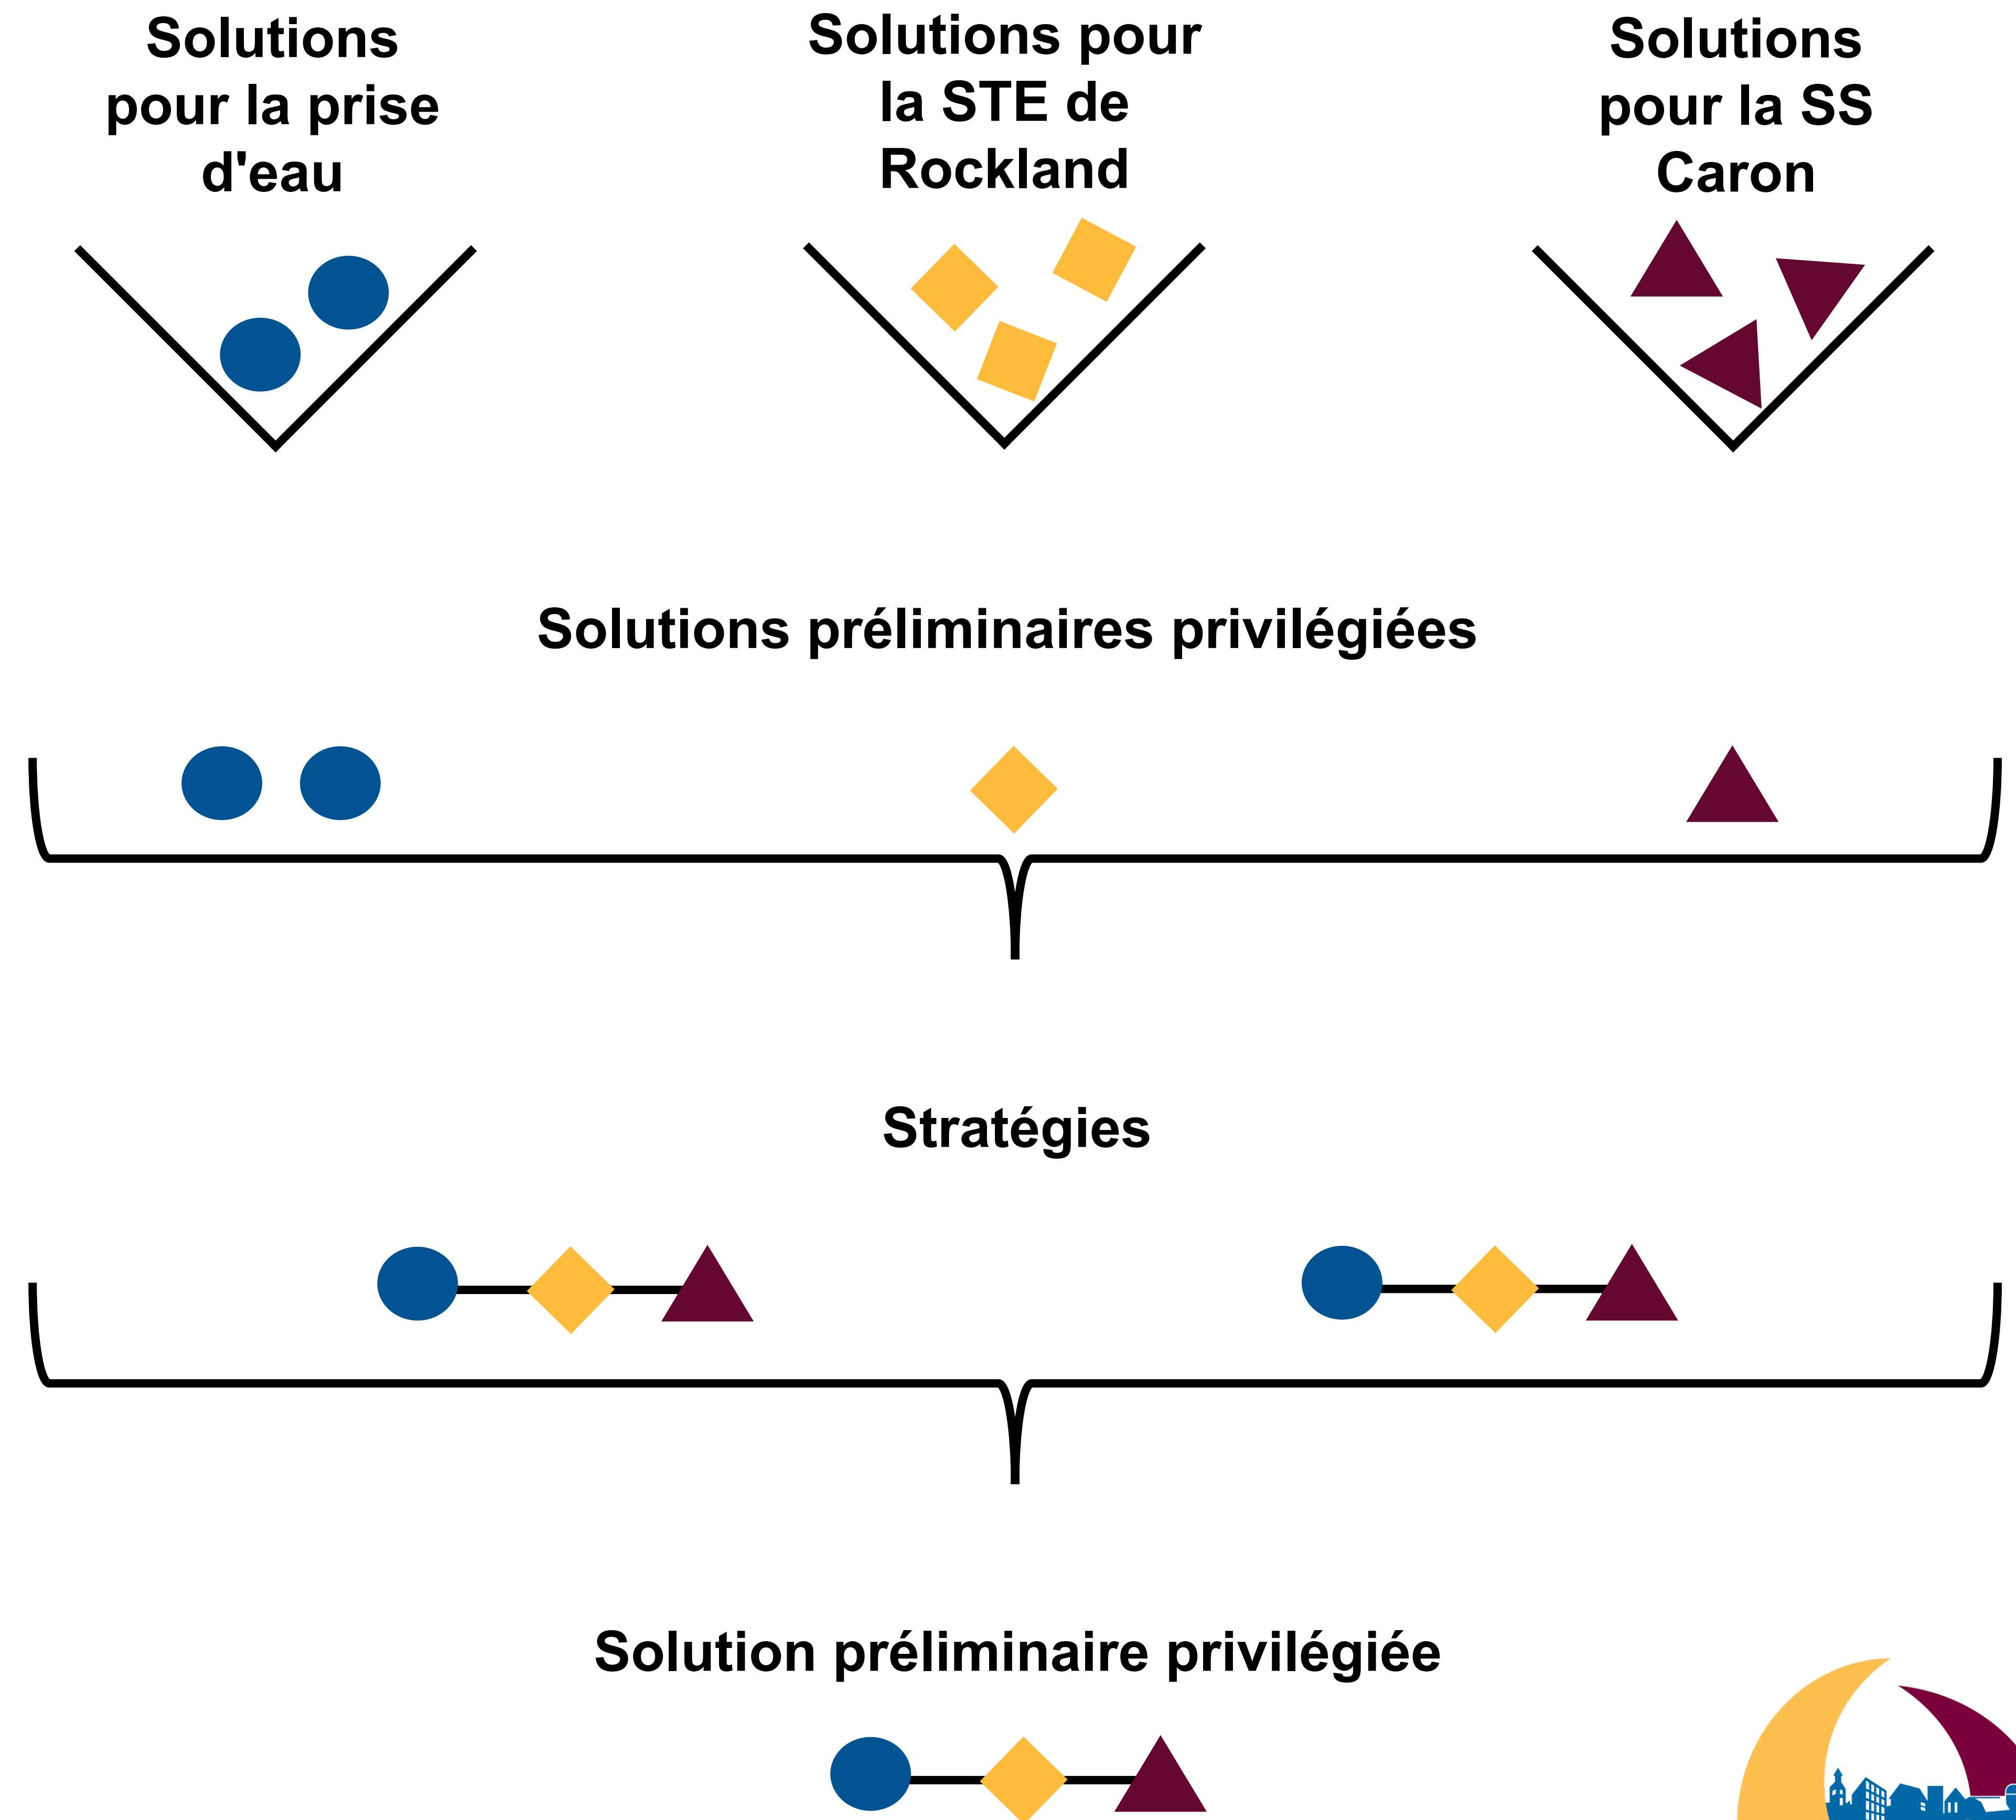 Solutions
pour la prise
d'eau
Solutions pour
la STE de
Rockland
Solutions
pour la SS
Caron
Solutions préliminaires privilégiées
Stratégies
Solution préliminaire privilégiée